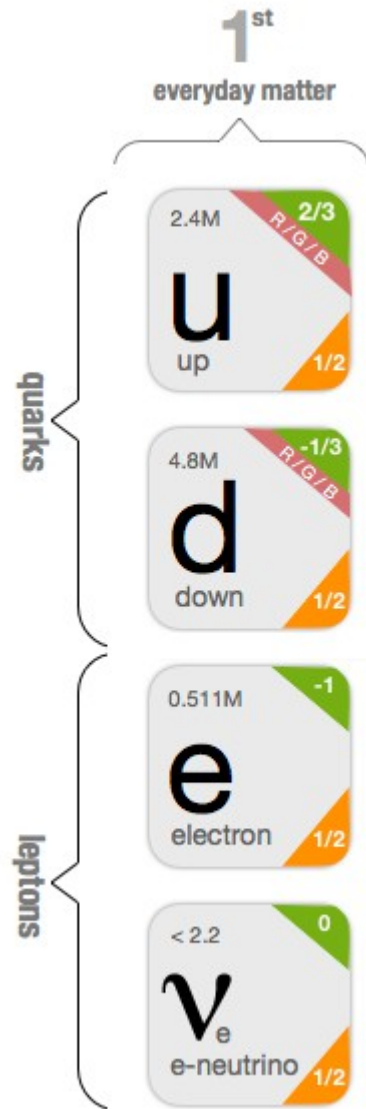 1st
everyday matter
quarks
2.4M
2/3
R/G/B
u
up
1/2
4.8M
-1/3
R/G/B
d
down
1/2
leptons
0.511M
-1
e
electron
1/2
< 2.2
0
νe
e-neutrino
1/2